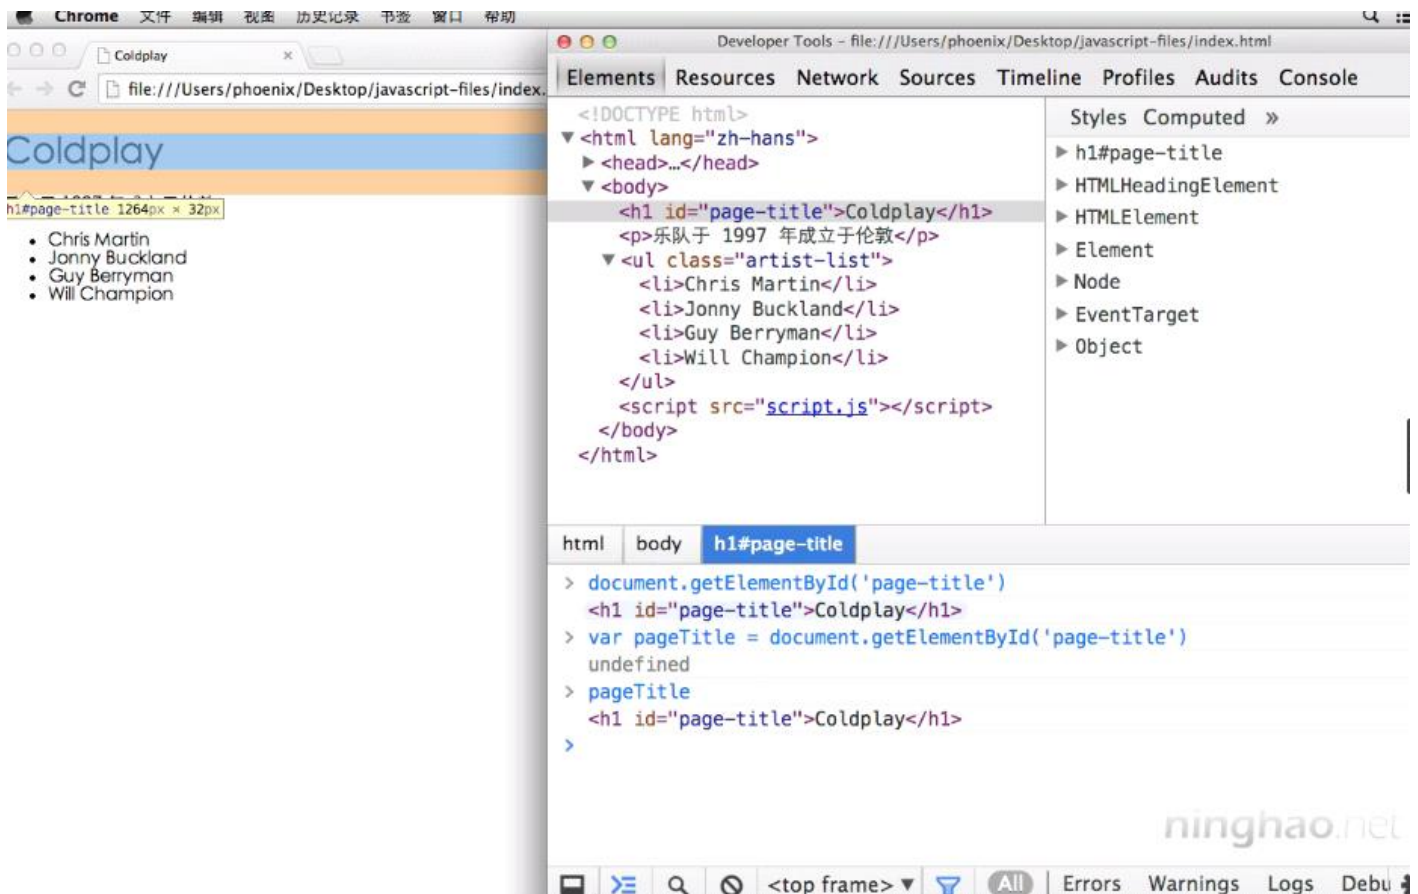 Chrome 文件 编辑 视图 历史记录 书签 窗口 帮助
Coldplay
file:///Users/phoenix/Desktop/javascript-files/index.
Coldplay
h1#page-title 1264px × 32px
Chris Martin
Jonny Buckland
Guy Berryman
Will Champion
Developer Tools - file:///Users/phoenix/Desktop/javascript-files/index.html
Elements Resources Network Sources Timeline Profiles Audits Console
<!DOCTYPE html>
▼<html lang="zh-hans">
▶<head>…</head>
▼<body>
<h1 id="page-title">Coldplay</h1>
<p>乐队于 1997 年成立于伦敦</p>
▼<ul class="artist-list">
<li>Chris Martin</li>
<li>Jonny Buckland</li>
<li>Guy Berryman</li>
<li>Will Champion</li>
</ul>
<script src="script.js"></script>
</body>
</html>
Styles Computed »
▶ h1#page-title
▶ HTMLHeadingElement
▶ HTMLElement
▶ Element
▶ Node
▶ EventTarget
▶ Object
html body h1#page-title
> document.getElementById('page-title')
<h1 id="page-title">Coldplay</h1>
> var pageTitle = document.getElementById('page-title')
undefined
> pageTitle
<h1 id="page-title">Coldplay</h1>
>
ninghao.net
<top frame> ▼ All Errors Warnings Logs Debu